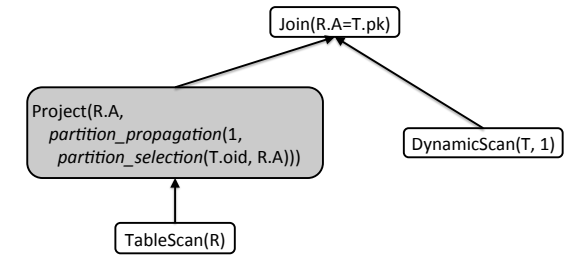 Join(R.A=T.pk)
Project(R.A,
partition_propagation(1,
partition_selection(T.oid, R.A)))
DynamicScan(T, 1)
TableScan(R)